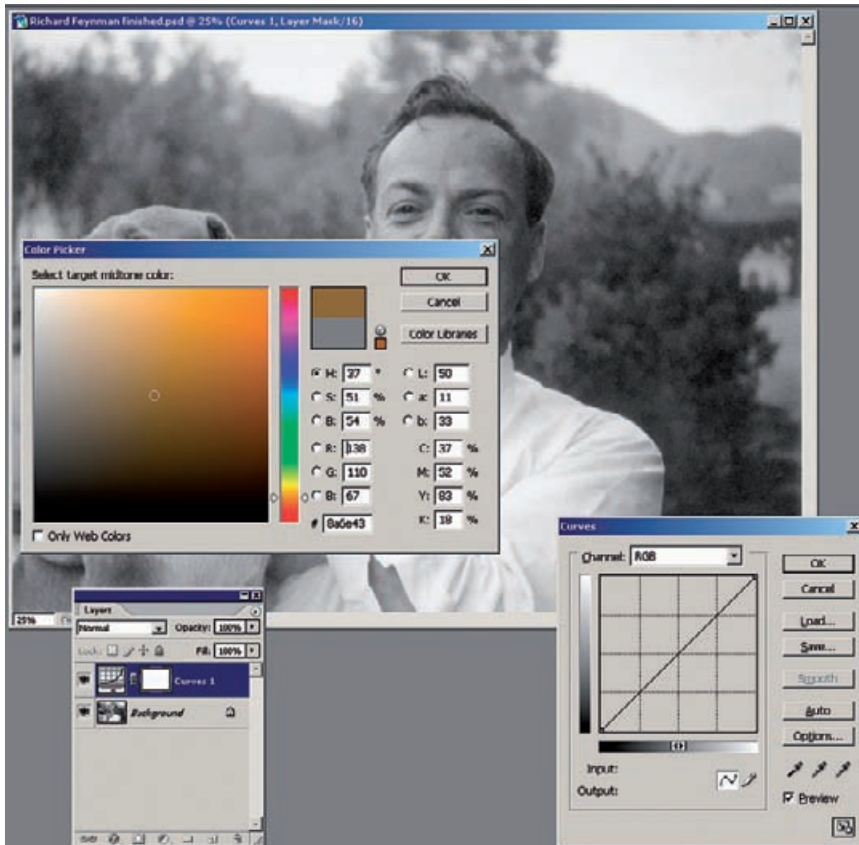 Richard Feynman finished.psd @ 25% (Curves 1, Layer Mask/16)
Color Picker
Select target midtone color:
OK
Cancel
Color Libraries
H: 37 °
S: 51 %
B: 54 %
R: 138
G: 110
B: 67
# 8a6e43
L: 50
a: 11
b: 33
C: 37 %
M: 52 %
Y: 83 %
K: 18 %
Only Web Colors
25%
Layers
Normal
Opacity: 100%
Lock:
Fill: 100%
Curves 1
Background
Curves
Channel: RGB
OK
Cancel
Load...
Save...
Smooth
Auto
Options...
Input:
Output:
Preview